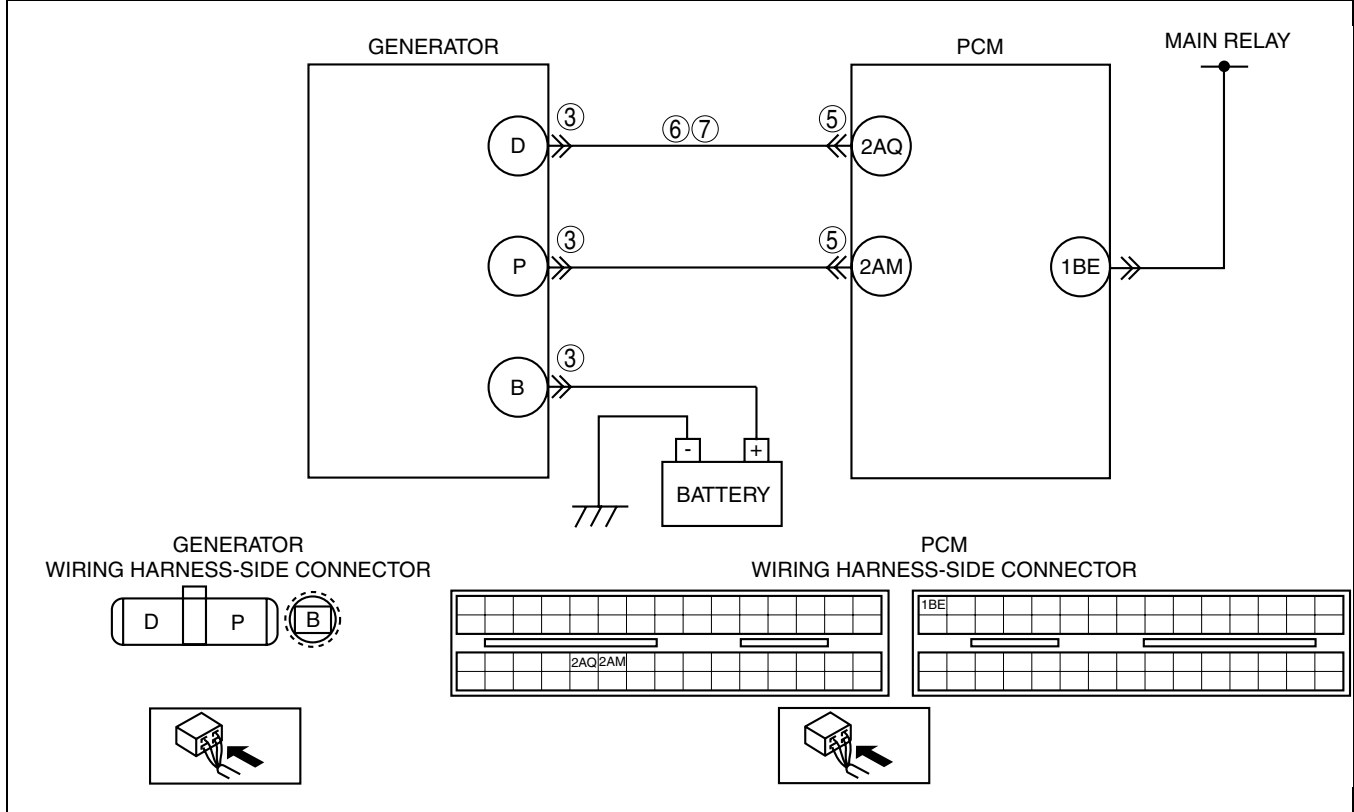 GENERATOR
PCM
MAIN RELAY
D
③
⑥⑦
⑤
2AQ
P
③
⑤
2AM
1BE
B
③
- +
BATTERY
GENERATOR
WIRING HARNESS-SIDE CONNECTOR
PCM
WIRING HARNESS-SIDE CONNECTOR
D P B
1BE
2AQ 2AM